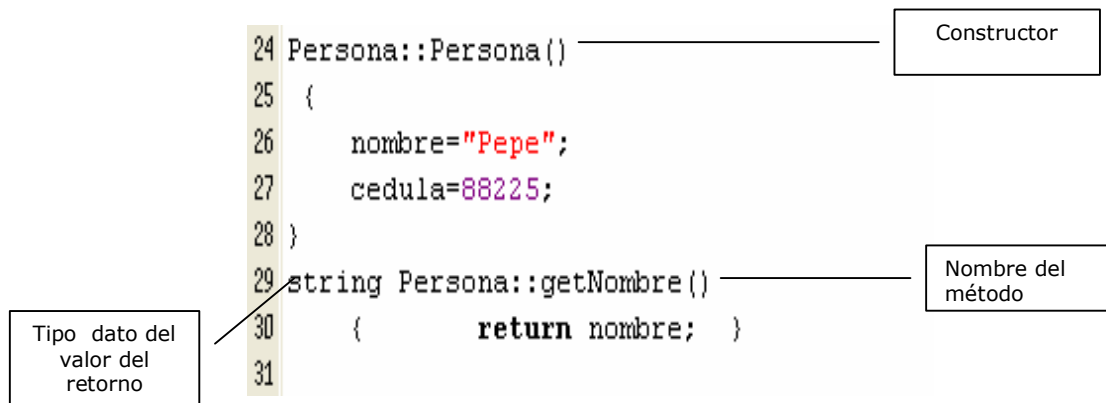 24 Persona::Persona()
Constructor
25 {
26 nombre="Pepe";
27 cedula=88225;
28 }
29 string Persona::getNombre()
Nombre del
método
30 { return nombre; }
Tipo dato del
valor del
retorno
31